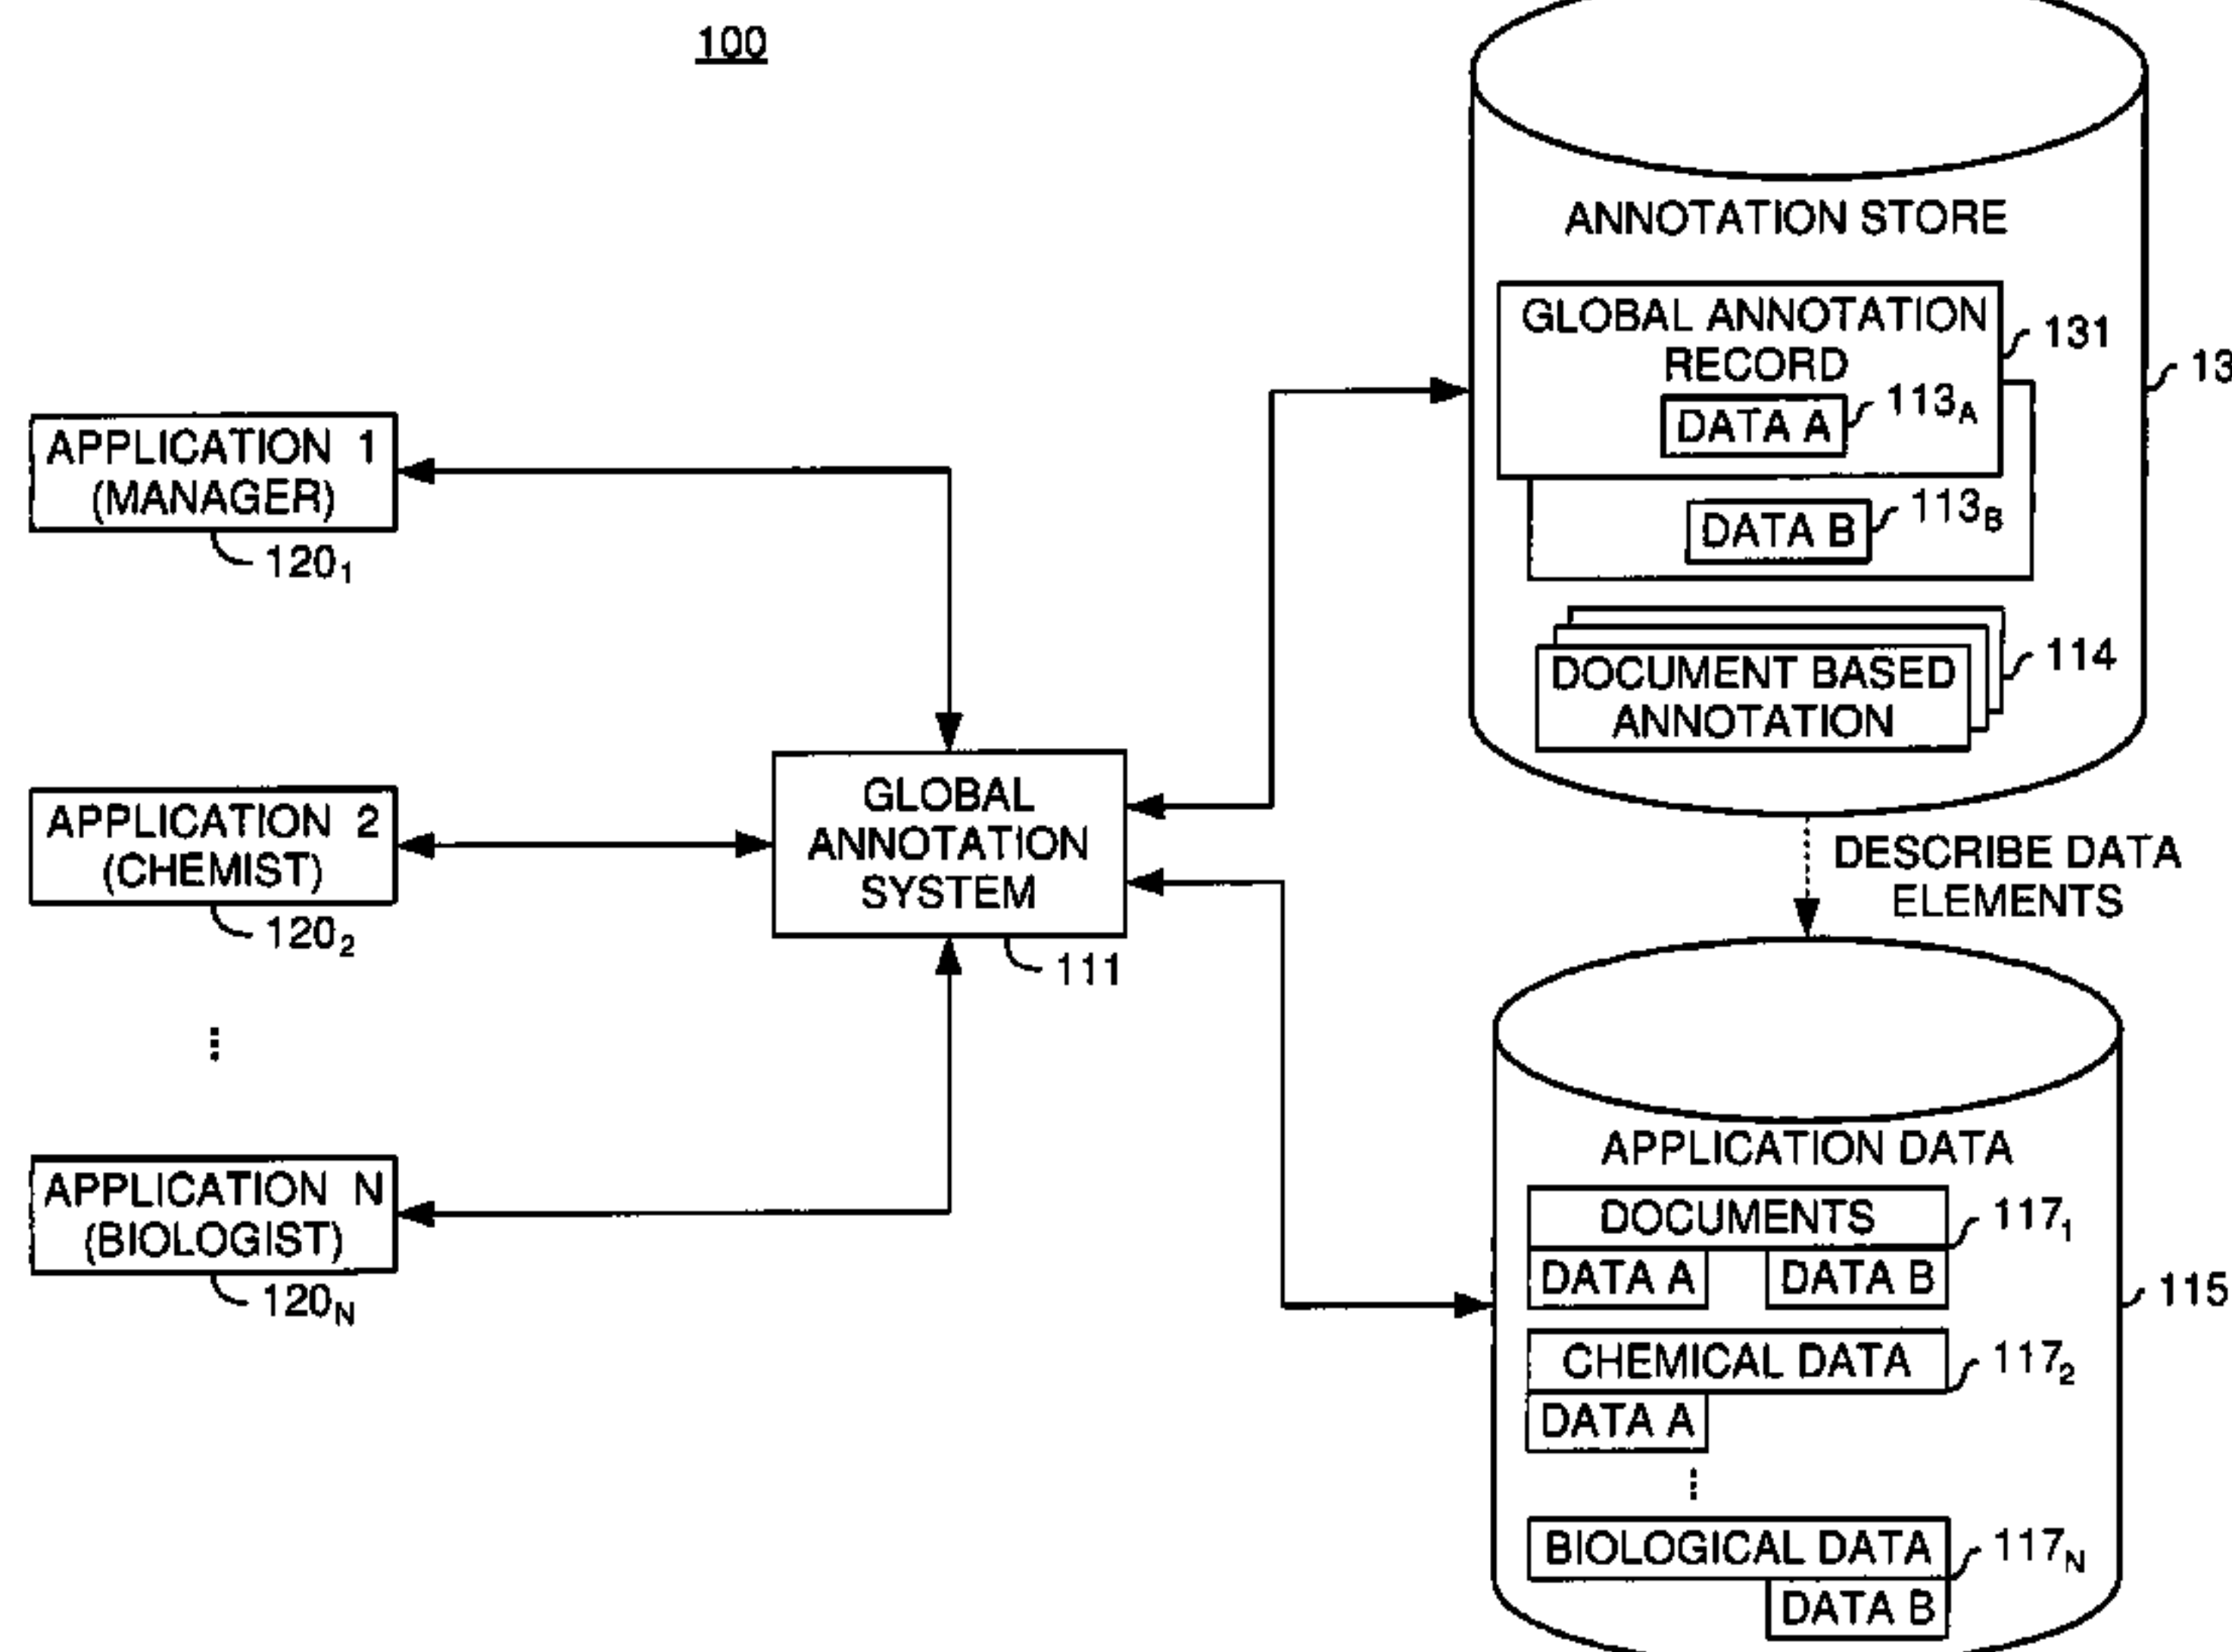 100
ANNOTATION STORE
GLOBAL ANNOTATION
RECORD
131
DATA A
113A
DATA B
113B
13
DOCUMENT BASED
ANNOTATION
114
APPLICATION 1
(MANAGER)
1201
APPLICATION 2
(CHEMIST)
1202
APPLICATION N
(BIOLOGIST)
120N
GLOBAL
ANNOTATION
SYSTEM
111
DESCRIBE DATA
ELEMENTS
APPLICATION DATA
DOCUMENTS
1171
DATA A
DATA B
115
CHEMICAL DATA
1172
DATA A
BIOLOGICAL DATA
117N
DATA B